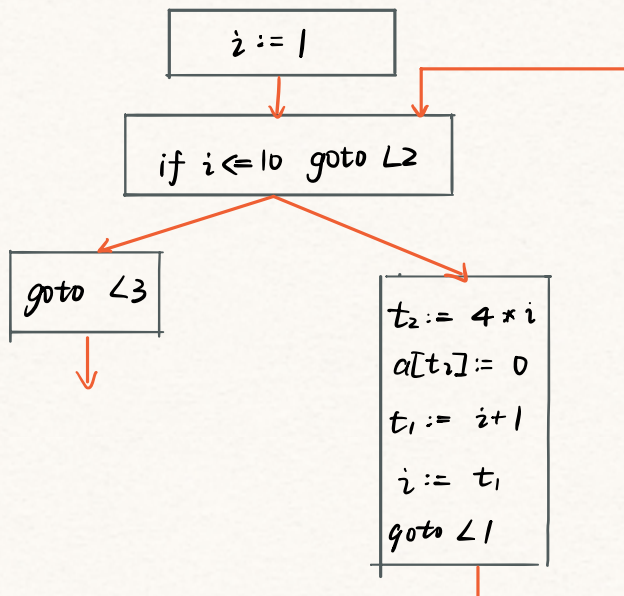 i := 1
if i <= 10 goto L2
goto L3
t₂ := 4 * i
a[t₂] := 0
t₁ := i + 1
i := t₁
goto L1